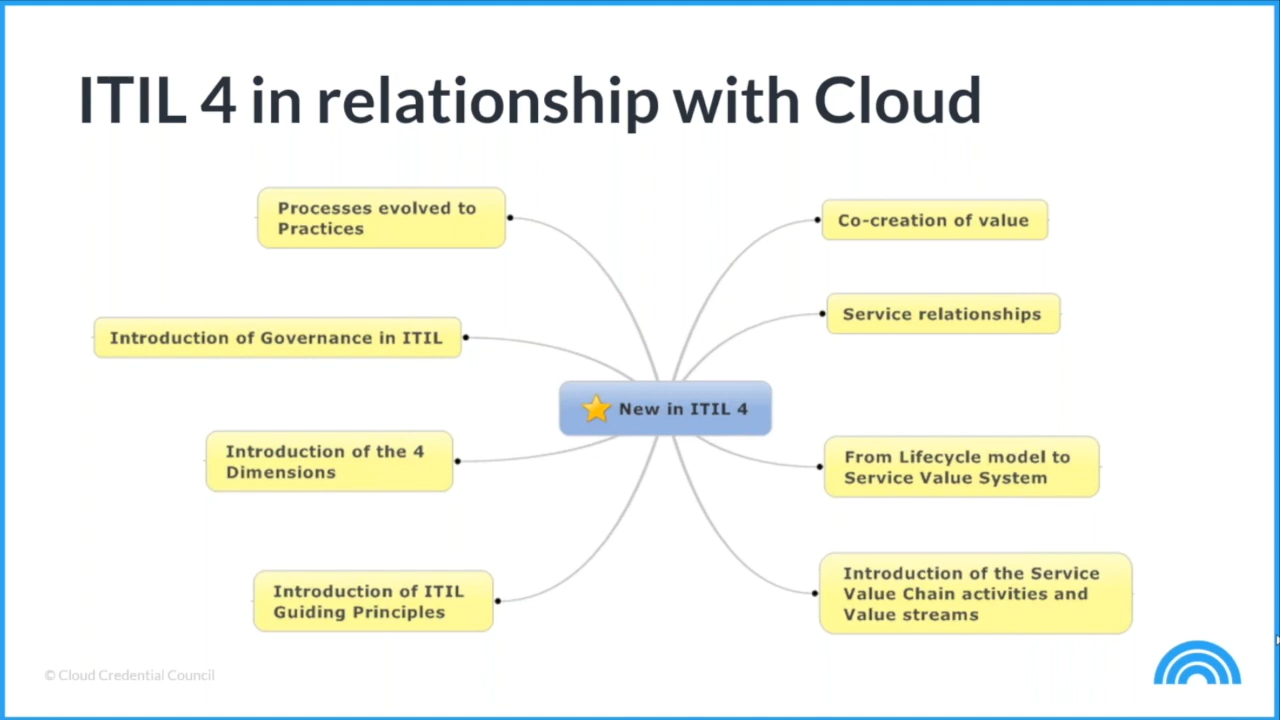 ITIL 4 in relationship with Cloud
Processes evolved to
Practices
Co-creation of value
Introduction of Governance in ITIL
Service relationships
New in ITIL 4
Introduction of the 4
Dimensions
From Lifecycle model to
Service Value System
Introduction of ITIL
Guiding Principles
Introduction of the Service
Value Chain activities and
Value streams
© Cloud Credential Council